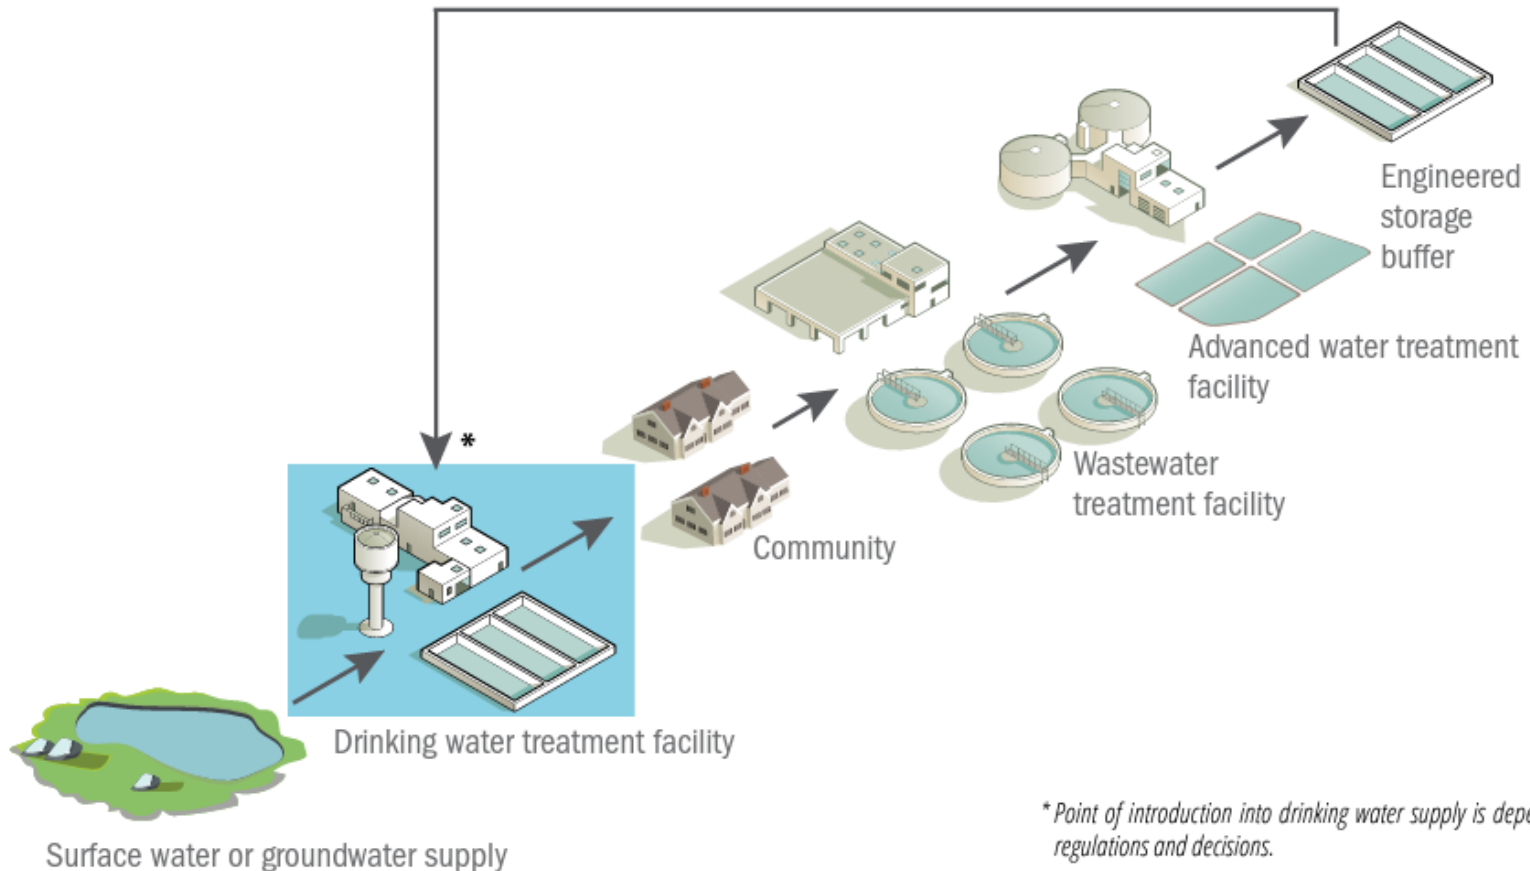 *
Engineered
storage
buffer
Advanced water treatment
facility
Wastewater
treatment facility
Community
Drinking water treatment facility
Surface water or groundwater supply
* Point of introduction into drinking water supply is
regulations and decisions.